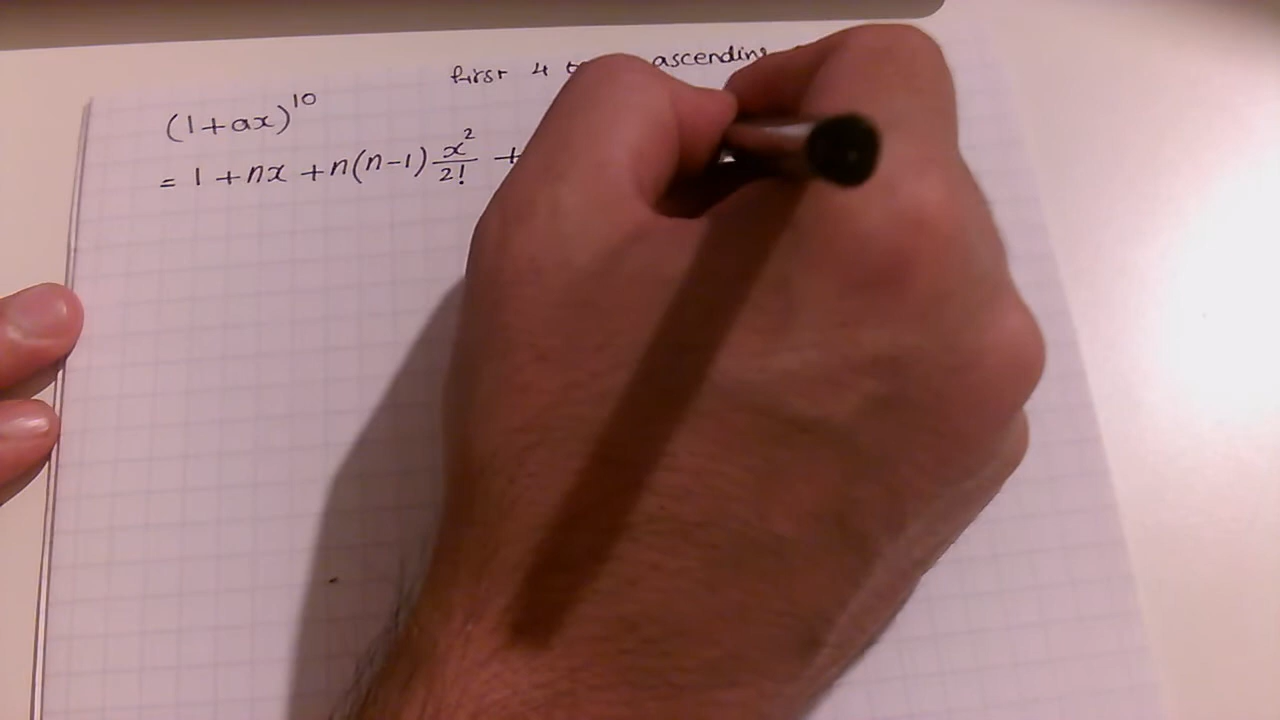 first 4 ascending
(1+ax)^10
= 1 + nx + n(n-1) x^2/2! +